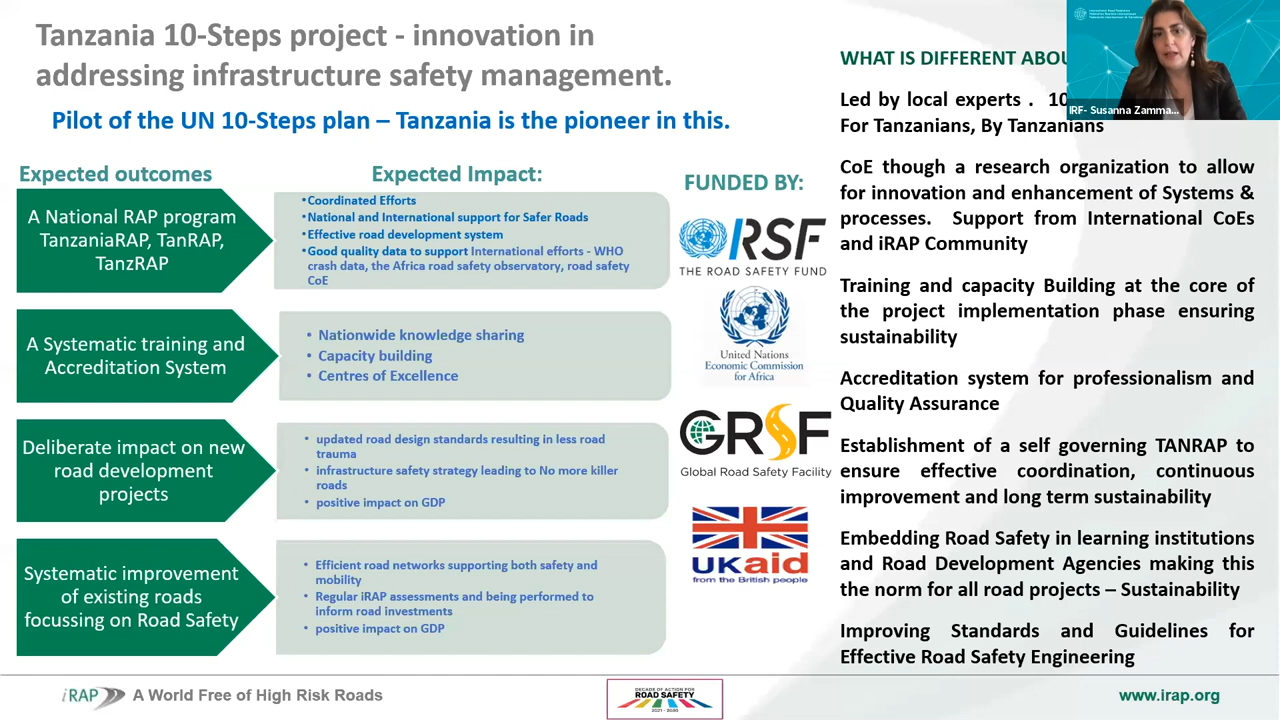 Tanzania 10-Steps project - innovation in
addressing infrastructure safety management.
Pilot of the UN 10-Steps plan – Tanzania is the pioneer in this.
Expected outcomes
Expected Impact:
A National RAP program
TanzaniaRAP, TanRAP,
TanzRAP
•Coordinated Efforts
•National and International support for Safer Roads
•Effective road development system
•Good quality data to support International efforts - WHO
crash data, the Africa road safety observatory, road safety
CoE
A Systematic training and
Accreditation System
• Nationwide knowledge sharing
• Capacity building
• Centres of Excellence
Deliberate impact on new
road development
projects
• updated road design standards resulting in less road
trauma
• infrastructure safety strategy leading to No more killer
roads
• positive impact on GDP
Systematic improvement
of existing roads
focussing on Road Safety
• Efficient road networks supporting both safety and
mobility
• Regular iRAP assessments and being performed to
inform road investments
• positive impact on GDP
FUNDED BY:
RSF
THE ROAD SAFETY FUND
United Nations
Economic Commission
for Africa
GRSF
Global Road Safety Facility
UKaid
from the British people
WHAT IS DIFFERENT ABOU
Led by local experts . 10
For Tanzanians, By Tanzanians
CoE though a research organization to allow
for innovation and enhancement of Systems &
processes. Support from International CoEs
and iRAP Community
Training and capacity Building at the core of
the project implementation phase ensuring
sustainability
Accreditation system for professionalism and
Quality Assurance
Establishment of a self governing TANRAP to
ensure effective coordination, continuous
improvement and long term sustainability
Embedding Road Safety in learning institutions
and Road Development Agencies making this
the norm for all road projects – Sustainability
Improving Standards and Guidelines for
Effective Road Safety Engineering
IRF- Susanna Zamma...
iRAP
A World Free of High Risk Roads
DECADE OF ACTION FOR
ROAD SAFETY
2021 - 2030
www.irap.org